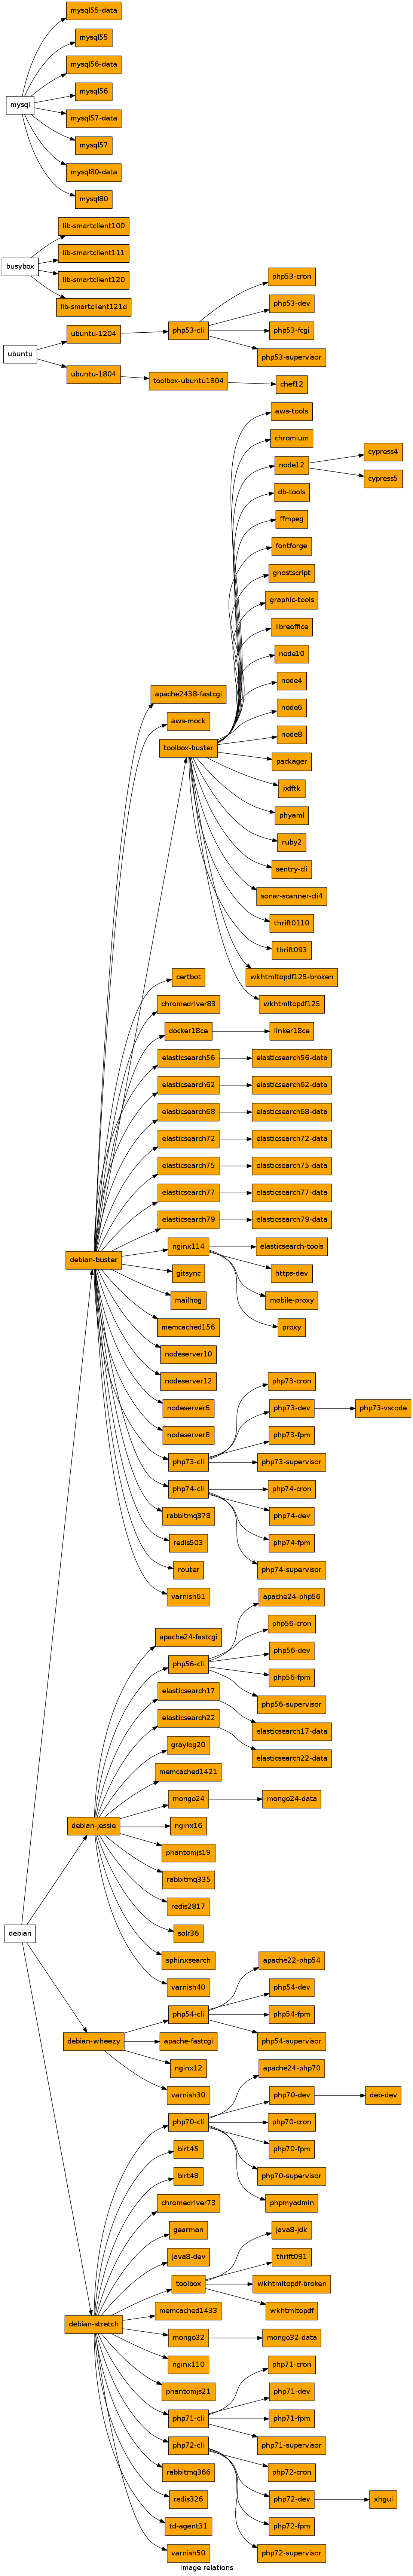 mysql55-data
mysql55
mysql56-data
mysql56
mysql
mysql57-data
mysql57
mysql80-data
mysql80
lib-smartclient100
lib-smartclient111
busybox
lib-smartclient120
lib-smartclient121d
php53-cron
php53-dev
ubuntu-1204
php53-cli
php53-fcgi
ubuntu
php53-supervisor
ubuntu-1804
toolbox-ubuntu1804
chef12
aws-tools
chromium
cypress4
node12
cypress5
db-tools
ffmpeg
fontforge
ghostscript
graphic-tools
libreoffice
node10
node4
apache2438-fastcgi
node6
aws-mock
node8
toolbox-buster
packager
pdftk
phyaml
ruby2
sentry-cli
sonar-scanner-cli4
thrift0110
thrift093
certbot
wkhtmltopdf125-broken
chromedriver83
wkhtmltopdf125
docker18ce
linker18ce
elasticsearch56
elasticsearch56-data
elasticsearch62
elasticsearch62-data
elasticsearch68
elasticsearch68-data
elasticsearch72
elasticsearch72-data
elasticsearch75
elasticsearch75-data
elasticsearch77
elasticsearch77-data
elasticsearch79
elasticsearch79-data
nginx114
elasticsearch-tools
debian-buster
gitsync
https-dev
mailhog
mobile-proxy
memcached156
proxy
nodeserver10
nodeserver12
php73-cron
nodeserver6
php73-dev
php73-vscode
nodeserver8
php73-fpm
php73-cli
php73-supervisor
php74-cli
php74-cron
rabbitmq378
php74-dev
redis503
php74-fpm
router
php74-supervisor
varnish61
apache24-php56
php56-cron
apache24-fastcgi
php56-dev
php56-cli
php56-fpm
elasticsearch17
php56-supervisor
elasticsearch22
elasticsearch17-data
graylog20
elasticsearch22-data
memcached1421
mongo24
mongo24-data
debian-jessie
nginx16
phantomjs19
rabbitmq335
redis2817
debian
solr36
sphinxsearch
apache22-php54
varnish40
php54-dev
php54-cli
php54-fpm
debian-wheezy
apache-fastcgi
php54-supervisor
nginx12
apache24-php70
varnish30
php70-dev
deb-dev
php70-cli
php70-cron
birt45
php70-fpm
birt48
php70-supervisor
chromedriver73
phpmyadmin
gearman
java8-jdk
java8-dev
thrift091
toolbox
wkhtmltopdf-broken
memcached1433
wkhtmltopdf
debian-stretch
mongo32
mongo32-data
nginx110
php71-cron
phantomjs21
php71-dev
php71-cli
php71-fpm
php72-cli
php71-supervisor
rabbitmq366
php72-cron
redis326
php72-dev
xhgui
td-agent31
php72-fpm
varnish50
php72-supervisor
Image relations